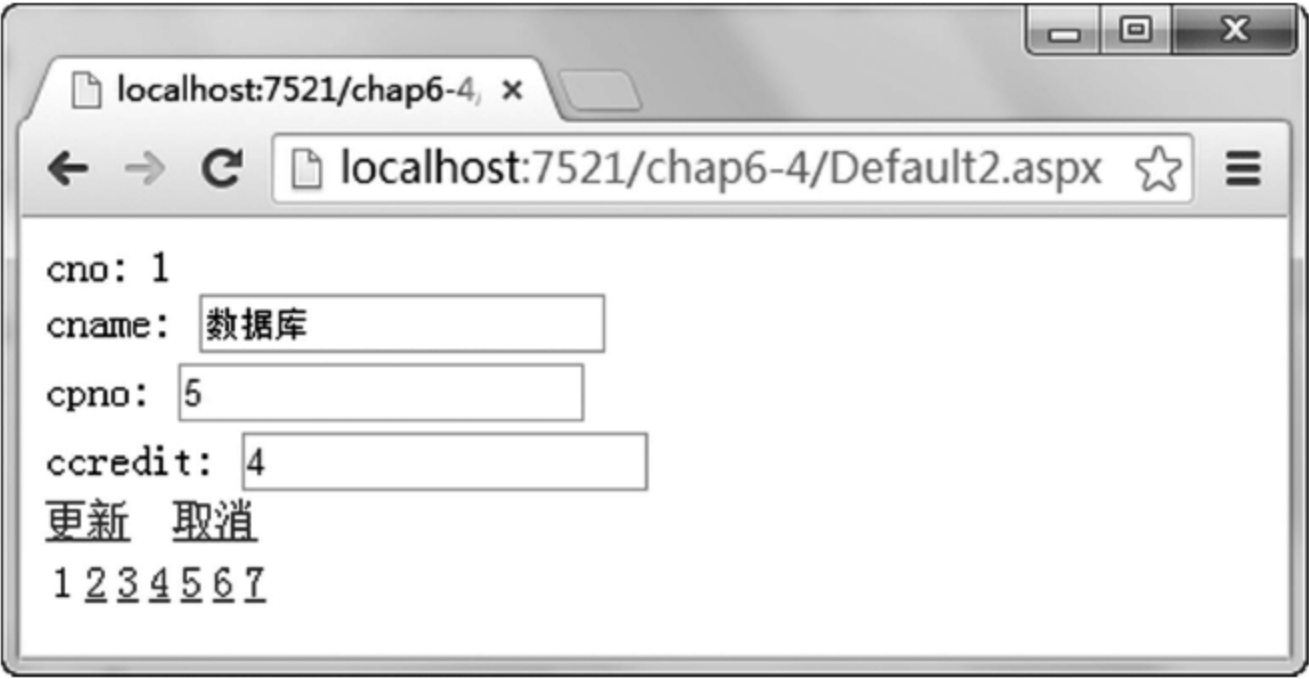 localhost:7521/chap6-4/
localhost:7521/chap6-4/Default2.aspx
cno: 1
cname: 数据库
cpno: 5
ccredit: 4
更新 取消
1 2 3 4 5 6 7